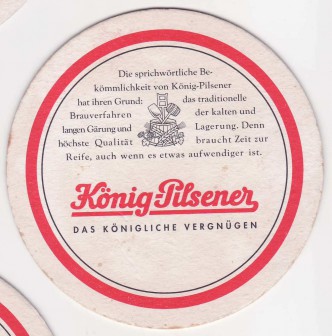 Die sprichwörtliche Be-
kömmlichkeit von König-Pilsener
hat ihren Grund: das traditionelle
Brauverfahren der kalten und
langen Gärung und Lagerung. Denn
höchste Qualität braucht Zeit zur
Reife, auch wenn es etwas aufwendiger ist.
König-Pilsener
DAS KÖNIGLICHE VERGNÜGEN